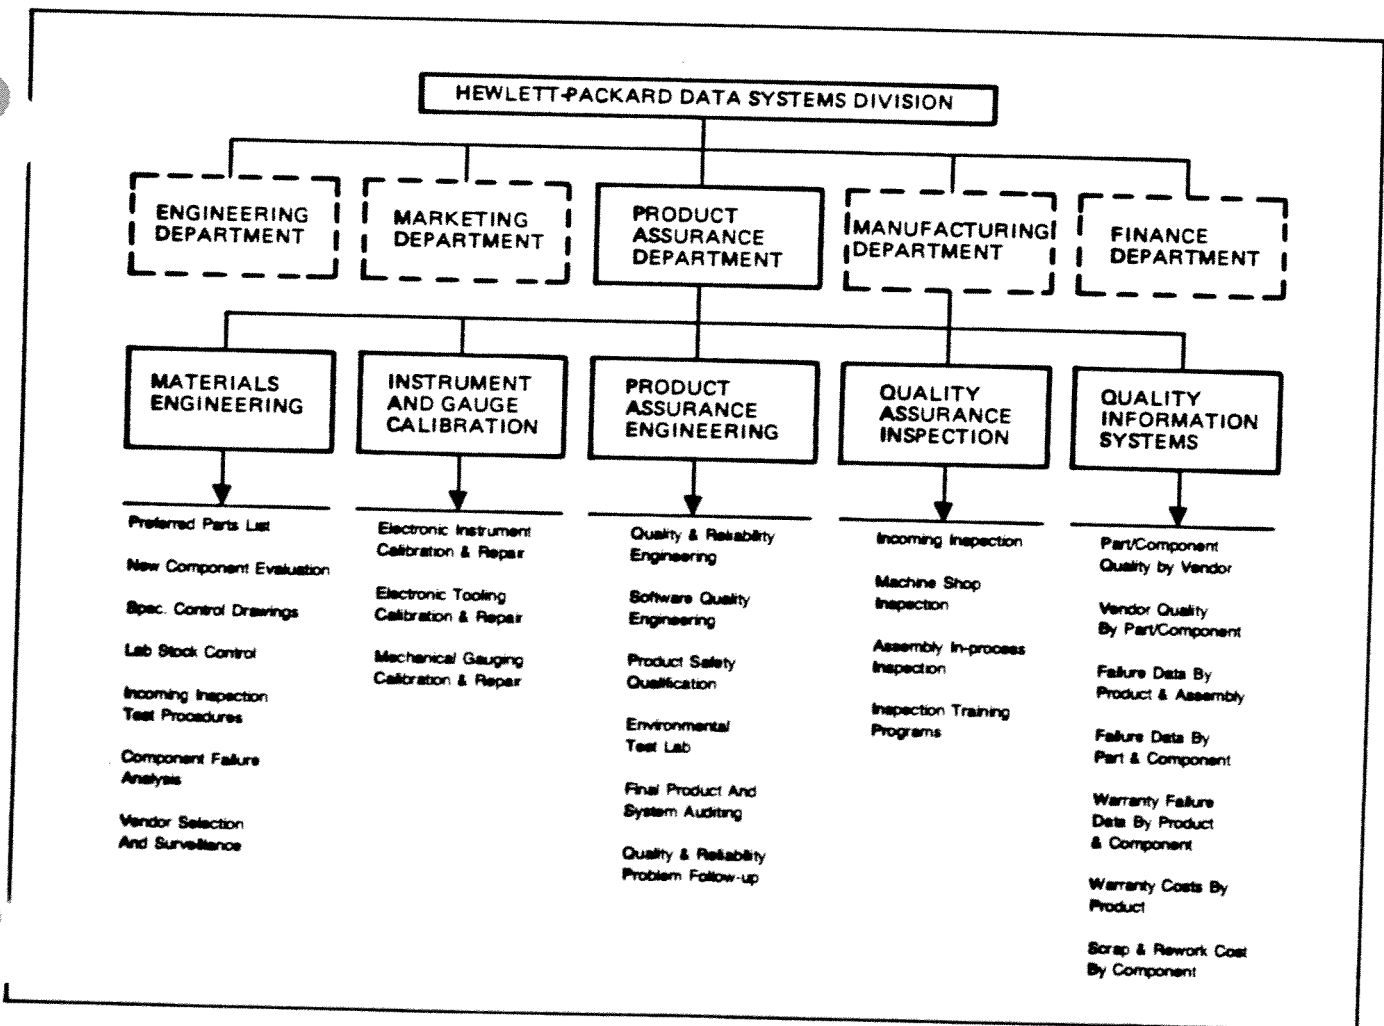 HEWLETT-PACKARD DATA SYSTEMS DIVISION
ENGINEERING
DEPARTMENT
MARKETING
DEPARTMENT
PRODUCT
ASSURANCE
DEPARTMENT
MANUFACTURING
DEPARTMENT
FINANCE
DEPARTMENT
MATERIALS
ENGINEERING
INSTRUMENT
AND GAUGE
CALIBRATION
PRODUCT
ASSURANCE
ENGINEERING
QUALITY
ASSURANCE
INSPECTION
QUALITY
INFORMATION
SYSTEMS
Preferred Parts List
New Component Evaluation
Spec. Control Drawings
Lab Stock Control
Incoming Inspection
Test Procedures
Component Failure
Analysis
Vendor Selection
And Surveillance
Electronic Instrument
Calibration & Repair
Electronic Tooling
Calibration & Repair
Mechanical Gauging
Calibration & Repair
Quality & Reliability
Engineering
Software Quality
Engineering
Product Safety
Qualification
Environmental
Test Lab
Final Product And
System Auditing
Quality & Reliability
Problem Follow-up
Incoming Inspection
Machine Shop
Inspection
Assembly In-process
Inspection
Inspection Training
Programs
Part/Component
Quality by Vendor
Vendor Quality
By Part/Component
Failure Data By
Product & Assembly
Failure Data By
Part & Component
Warranty Failure
Data By Product
& Component
Warranty Costs By
Product
Scrap & Rework Cost
By Component